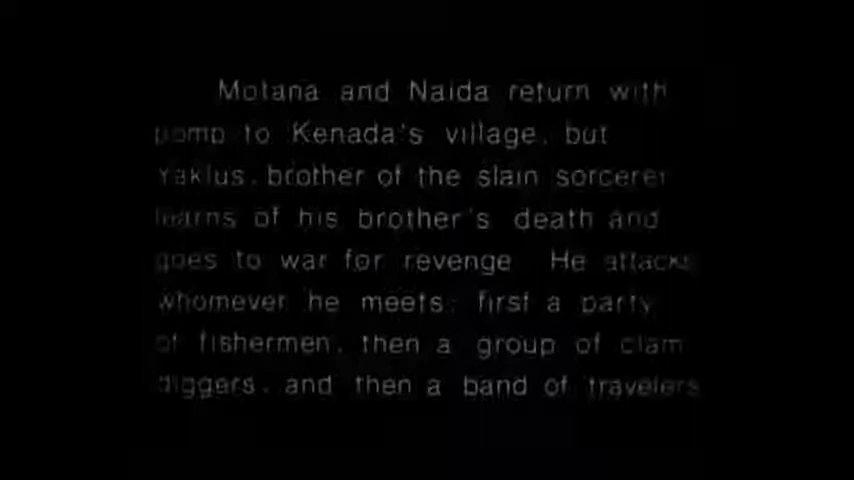 Motana and Naida return with
pomp to Kenada's village, but
Yaklus, brother of the slain sorcerer
learns of his brother's death and
goes to war for revenge. He attacks
whomever he meets: first a party
of fishermen, then a group of clam
diggers, and then a band of travelers